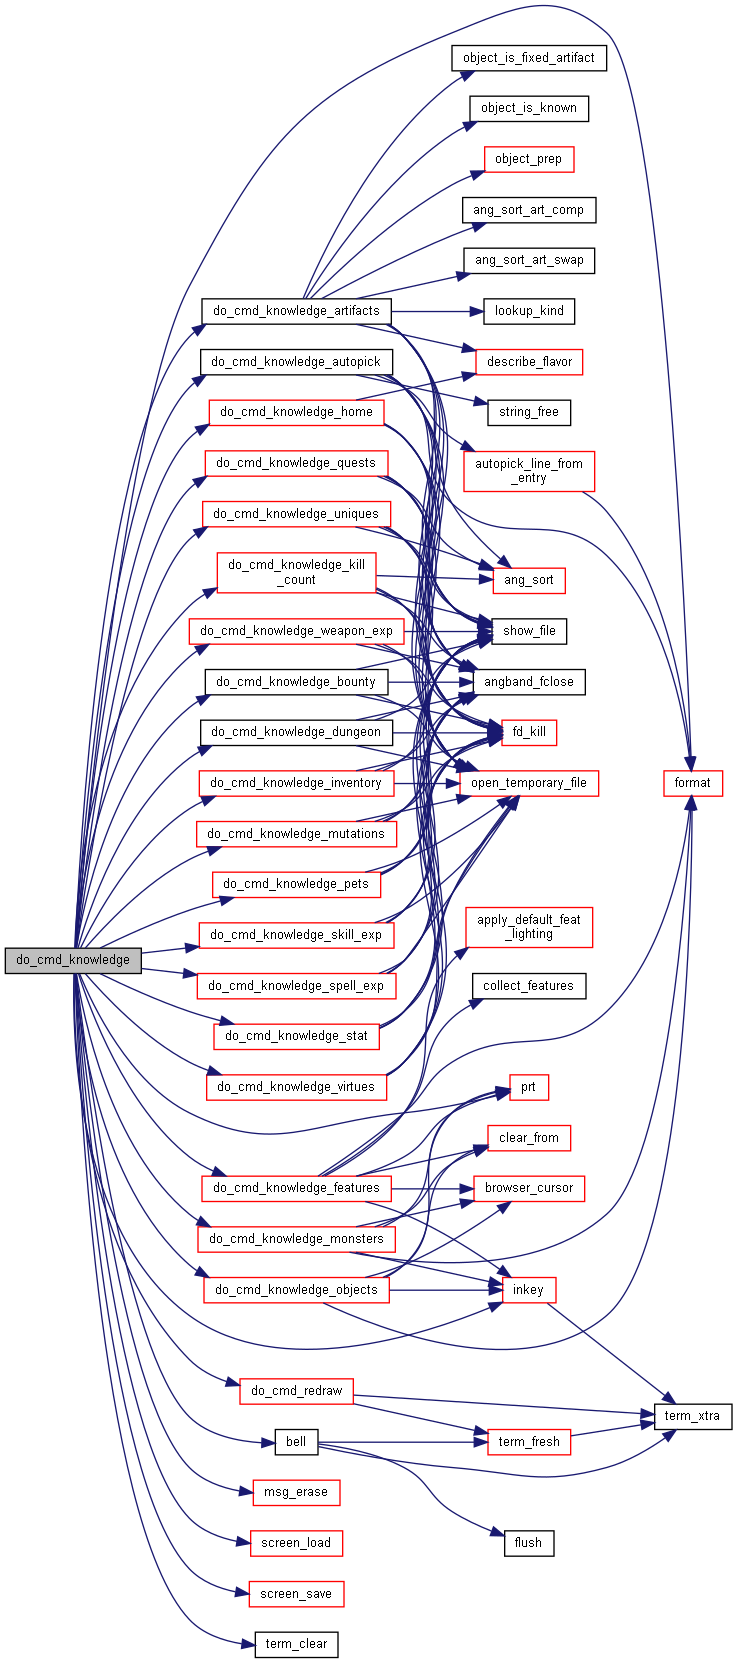 object_is_fixed_artifact
object_is_known
object_prep
ang_sort_art_comp
ang_sort_art_swap
do_cmd_knowledge_artifacts
lookup_kind
do_cmd_knowledge_autopick
describe_flavor
do_cmd_knowledge_home
string_free
do_cmd_knowledge_quests
autopick_line_from
_entry
do_cmd_knowledge_uniques
do_cmd_knowledge_kill
_count
ang_sort
do_cmd_knowledge_weapon_exp
show_file
do_cmd_knowledge_bounty
angband_fclose
do_cmd_knowledge_dungeon
fd_kill
do_cmd_knowledge_inventory
open_temporary_file
format
do_cmd_knowledge_mutations
do_cmd_knowledge_pets
do_cmd_knowledge_skill_exp
apply_default_feat
_lighting
do_cmd_knowledge
do_cmd_knowledge_spell_exp
collect_features
do_cmd_knowledge_stat
do_cmd_knowledge_virtues
prt
clear_from
do_cmd_knowledge_features
browser_cursor
do_cmd_knowledge_monsters
do_cmd_knowledge_objects
inkey
do_cmd_redraw
term_xtra
bell
term_fresh
msg_erase
screen_load
flush
screen_save
term_clear